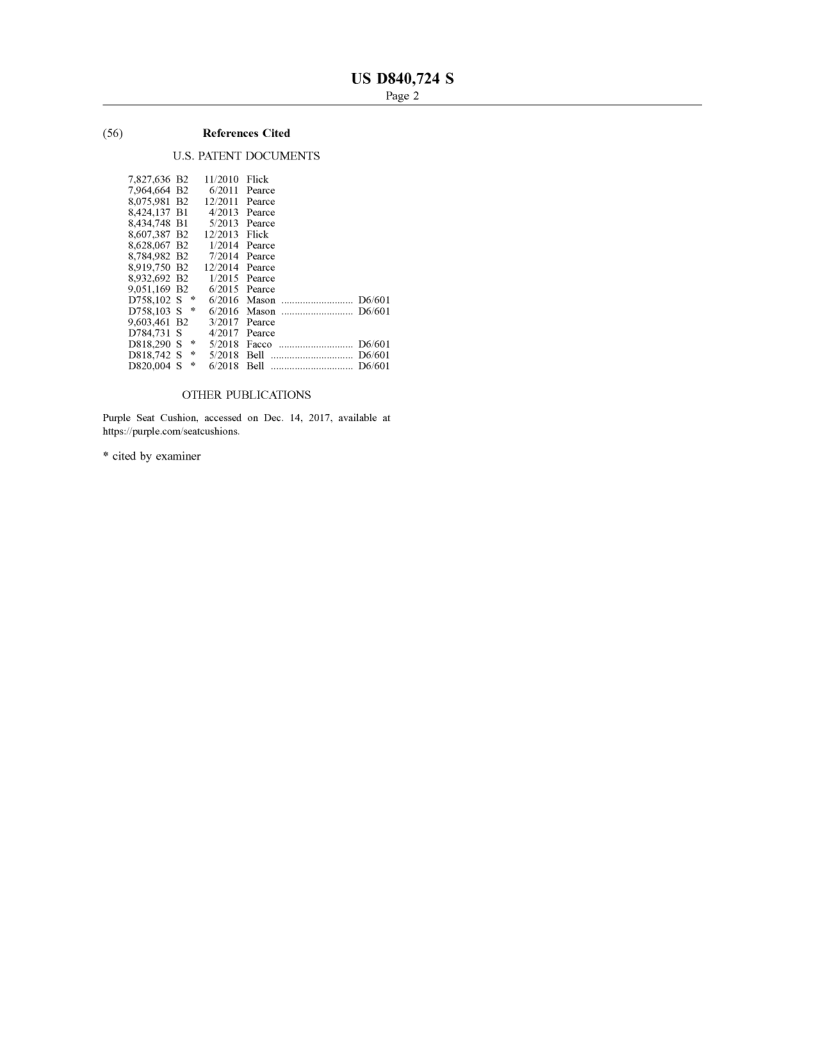 US D840,724 S
Page 2
(56) References Cited
U.S. PATENT DOCUMENTS
7,827,636 B2 11/2010 Flick
7,964,664 B2 6/2011 Pearce
8,075,981 B2 12/2011 Pearce
8,424,137 B1 4/2013 Pearce
8,434,748 B1 5/2013 Pearce
8,607,387 B2 12/2013 Flick
8,628,067 B2 1/2014 Pearce
8,784,982 B2 7/2014 Pearce
8,919,750 B2 12/2014 Pearce
8,932,692 B2 1/2015 Pearce
9,051,169 B2 6/2015 Pearce
D758,102 S * 6/2016 Mason ........................... D6/601
D758,103 S * 6/2016 Mason ........................... D6/601
9,603,461 B2 3/2017 Pearce
D784,731 S 4/2017 Pearce
D818,290 S * 5/2018 Facco ............................ D6/601
D818,742 S * 5/2018 Bell ............................... D6/601
D820,004 S * 6/2018 Bell ............................... D6/601
OTHER PUBLICATIONS
Purple Seat Cushion, accessed on Dec. 14, 2017, available at
https://purple.com/seatcushions.
* cited by examiner